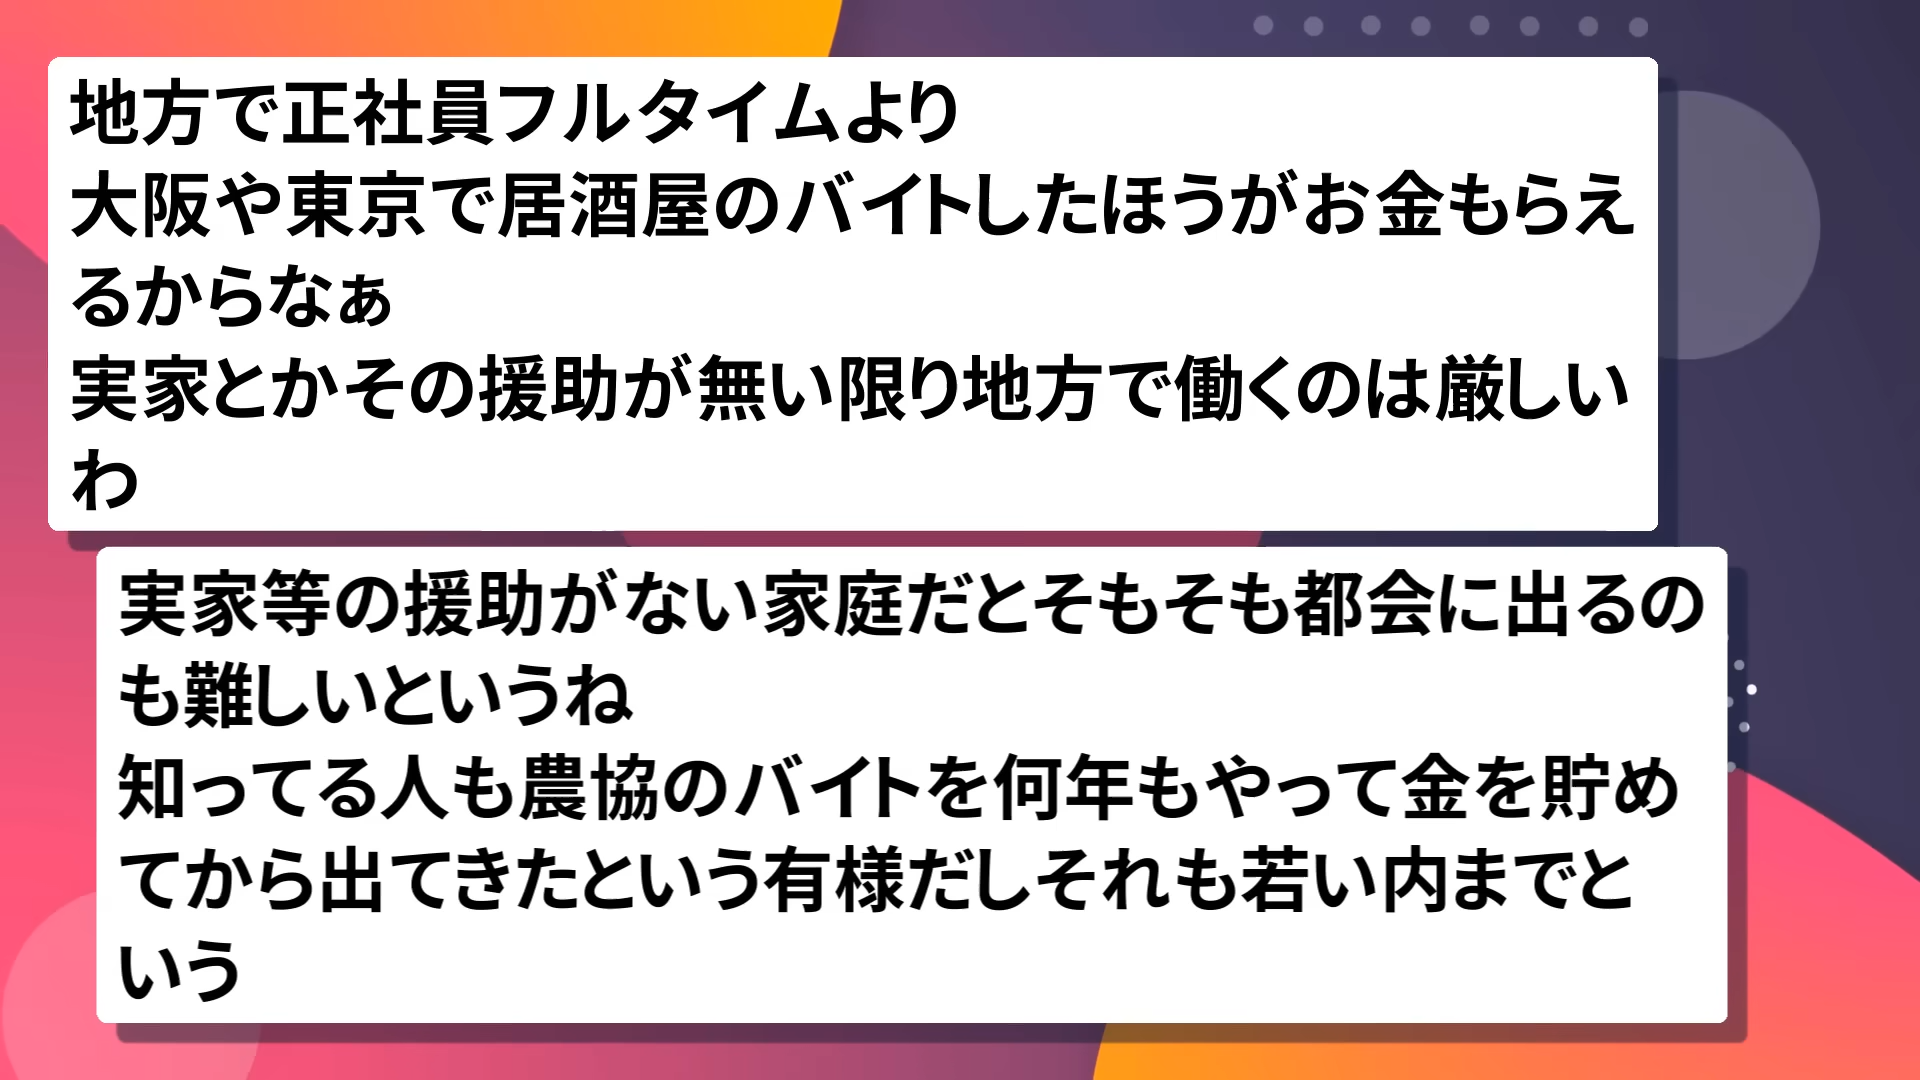 地方で正社員フルタイムより
大阪や東京で居酒屋のバイトしたほうがお金もらえ
るからなぁ
実家とかその援助が無い限り地方で働くのは厳しい
わ
実家等の援助がない家庭だとそもそも都会に出るの
も難しいというね
知ってる人も農協のバイトを何年もやって金を貯め
てから出てきたという有様だしそれも若い内までと
いう